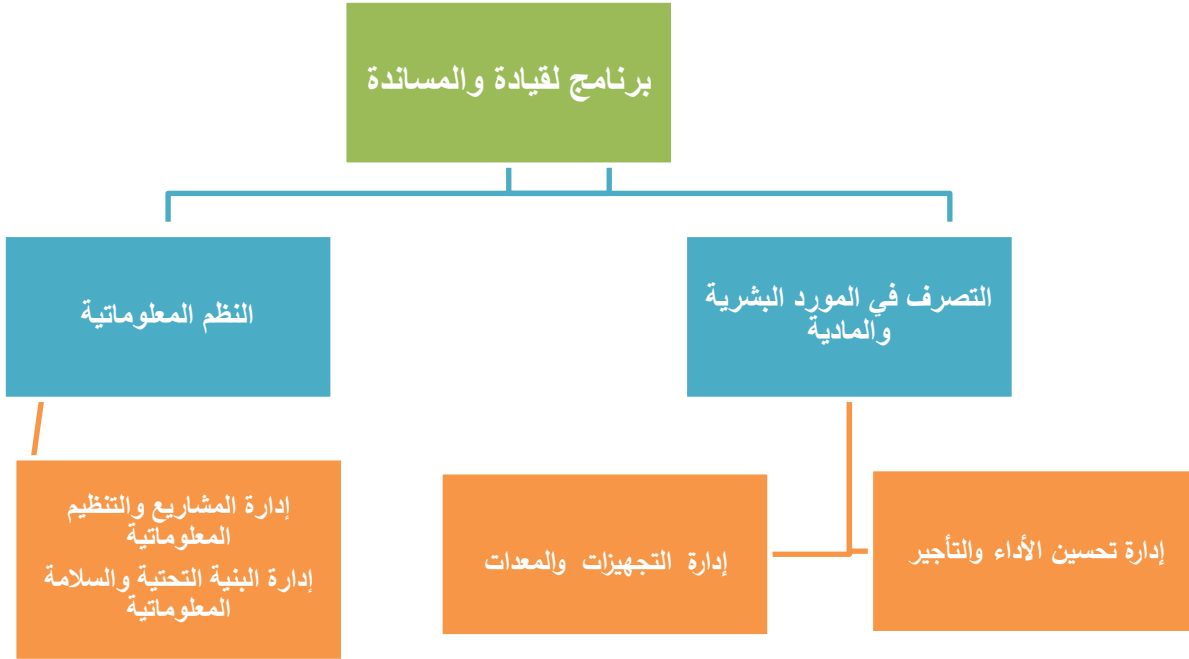 برنامج لقيادة والمساندة
التصرف في المورد البشرية
والمادية
النظم المعلوماتية
إدارة تحسين الأداء والتأجير
إدارة التجهيزات والمعدات
إدارة المشاريع والتنظيم
المعلوماتية
إدارة البنية التحتية والسلامة
المعلوماتية